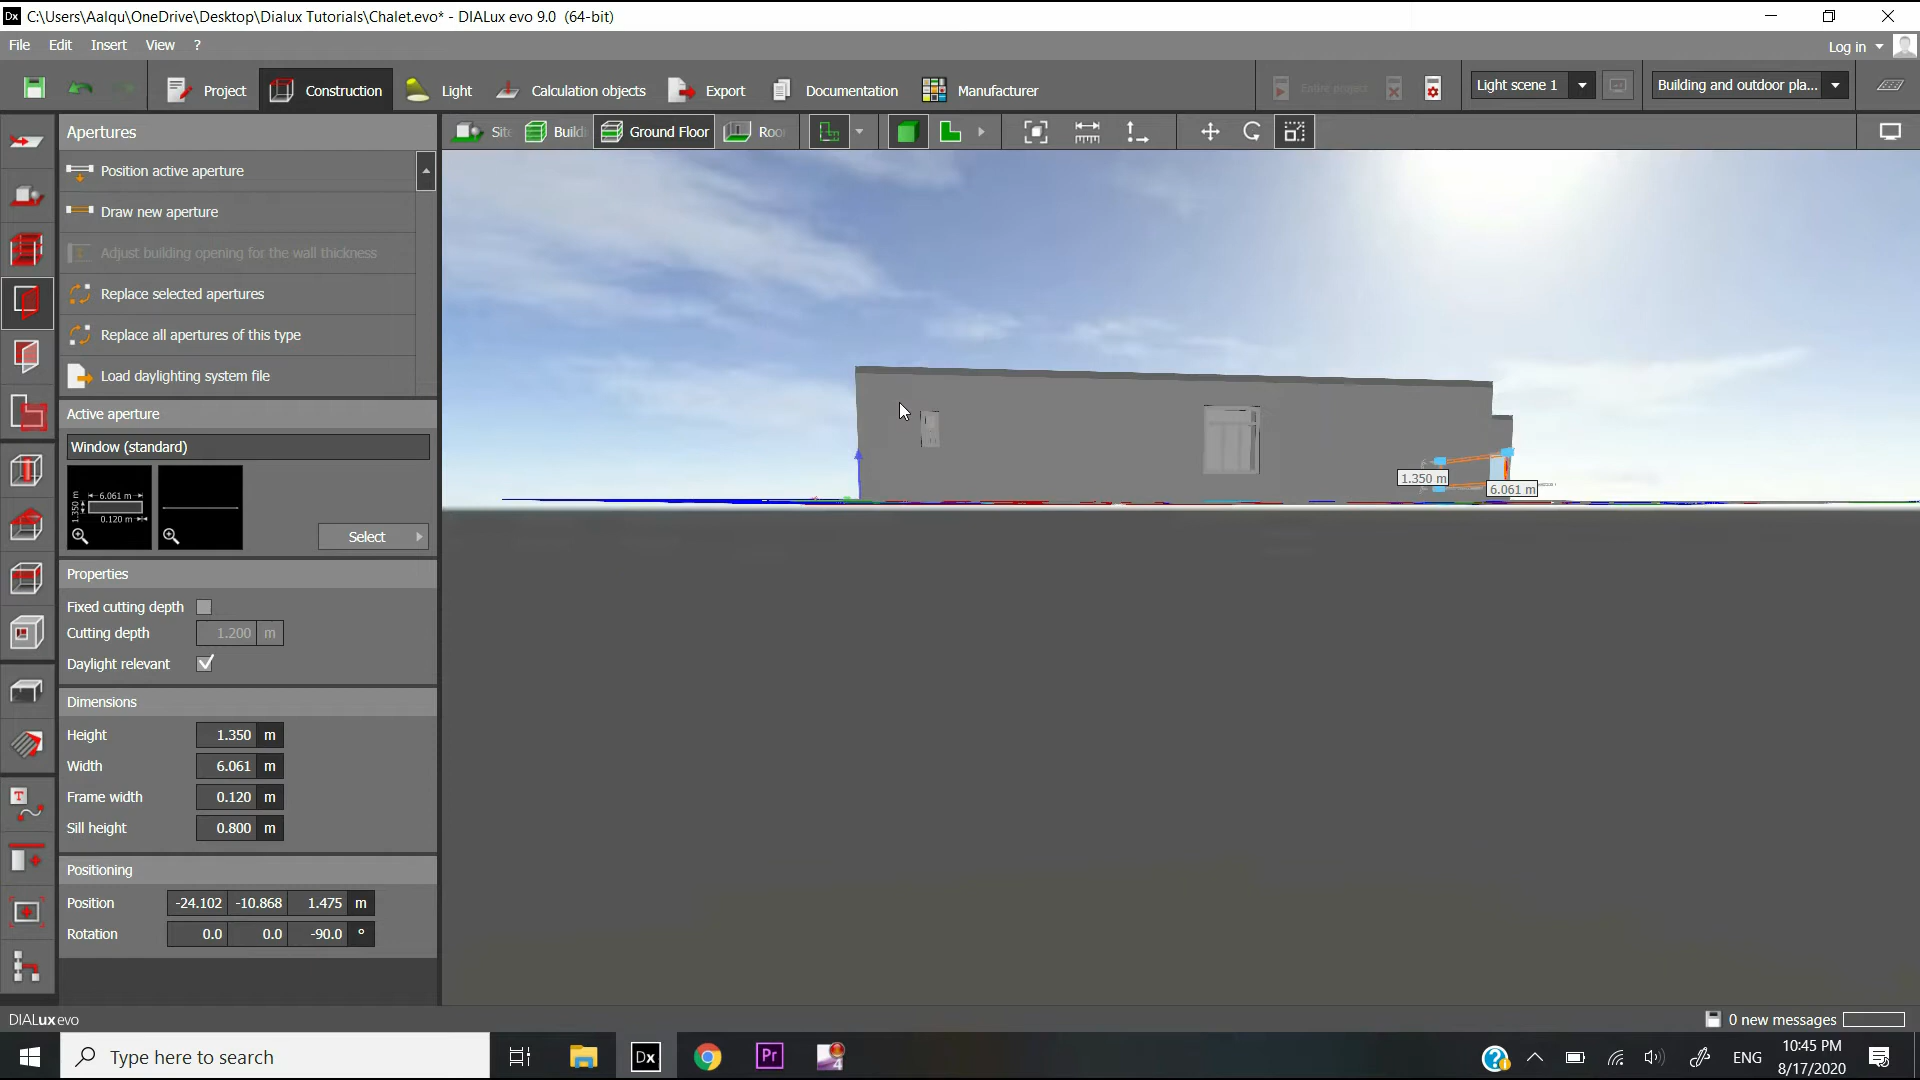 Dx C:\Users\Aalqu\OneDrive\Desktop\Dialux Tutorials\Chalet.evo* - DIALux evo 9.0 (64-bit)
File Edit Insert View ?
Log in
Project Construction Light Calculation objects Export Documentation Manufacturer
Entire project
Light scene 1
Building and outdoor pla...
Apertures
Sit Buildi Ground Floor Roo
Position active aperture
Draw new aperture
Adjust building opening for the wall thickness
Replace selected apertures
Replace all apertures of this type
Load daylighting system file
Active aperture
Window (standard)
6.061 m
1.350 m
0.120 m
Select
1.350 m
6.061 m
Properties
Fixed cutting depth
Cutting depth 1.200 m
Daylight relevant
Dimensions
Height 1.350 m
Width 6.061 m
Frame width 0.120 m
Sill height 0.800 m
Positioning
Position -24.102 -10.868 1.475 m
Rotation 0.0 0.0 -90.0 °
DIALux evo
0 new messages
Type here to search
Dx
Pr
4
ENG
10:45 PM
8/17/2020